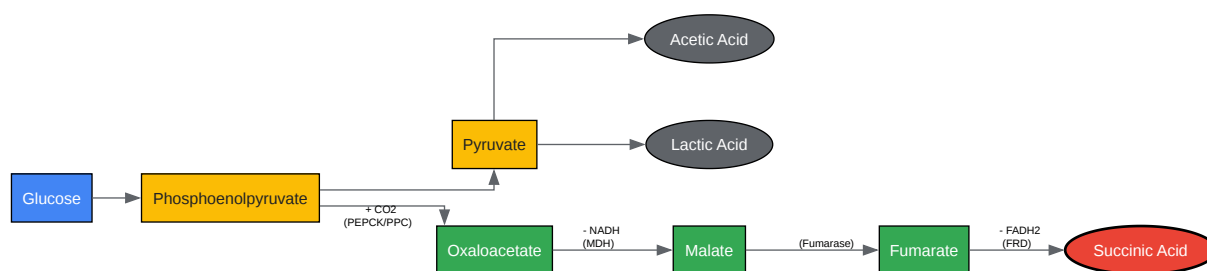 Acetic Acid
Pyruvate
Lactic Acid
Glucose
Phosphoenolpyruvate
+ CO2
(PEPCK/PPC)
Oxaloacetate
- NADH
(MDH)
Malate
(Fumarase)
Fumarate
- FADH2
(FRD)
Succinic Acid